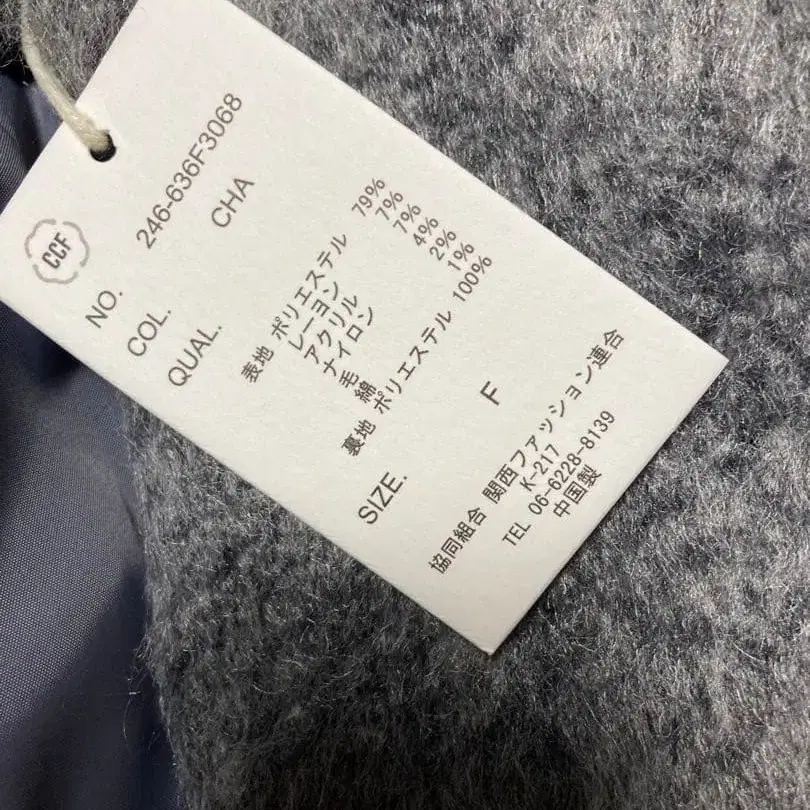 CCF
NO. 246-636F3068
COL. CHA
QUAL.
表地 ポリエステル 79%
レーヨン 7%
アクリル 7%
ナイロン 4%
毛 2%
綿 1%
裏地 ポリエステル 100%
SIZE. F
協同組合 関西ファッション連合
K-217
TEL 06-6228-8139
中国製